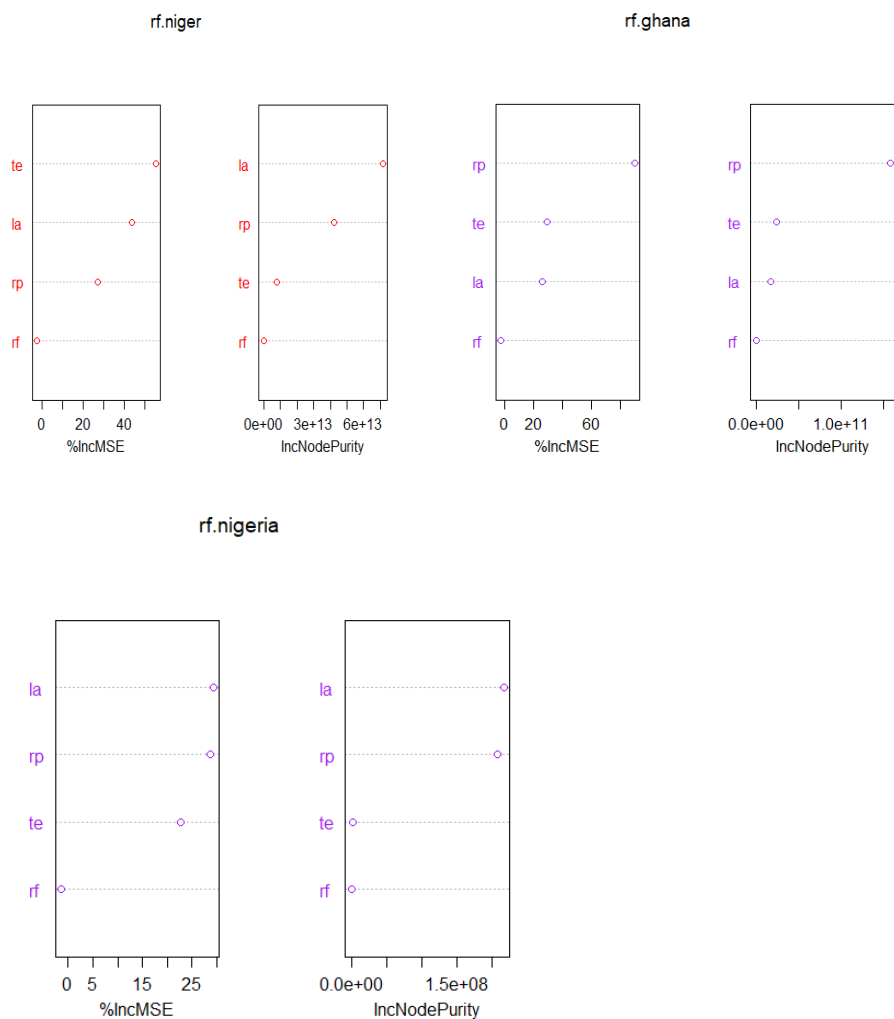 rf.niger
te
la
rp
rf
0 20 40
%IncMSE
la
rp
te
rf
0e+00 3e+13 6e+13
IncNodePurity
rf.ghana
rp
te
la
rf
0 20 60
%IncMSE
rp
te
la
rf
0.0e+00 1.0e+11
IncNodePurity
rf.nigeria
la
rp
te
rf
0 5 15 25
%IncMSE
la
rp
te
rf
0.0e+00 1.5e+08
IncNodePurity